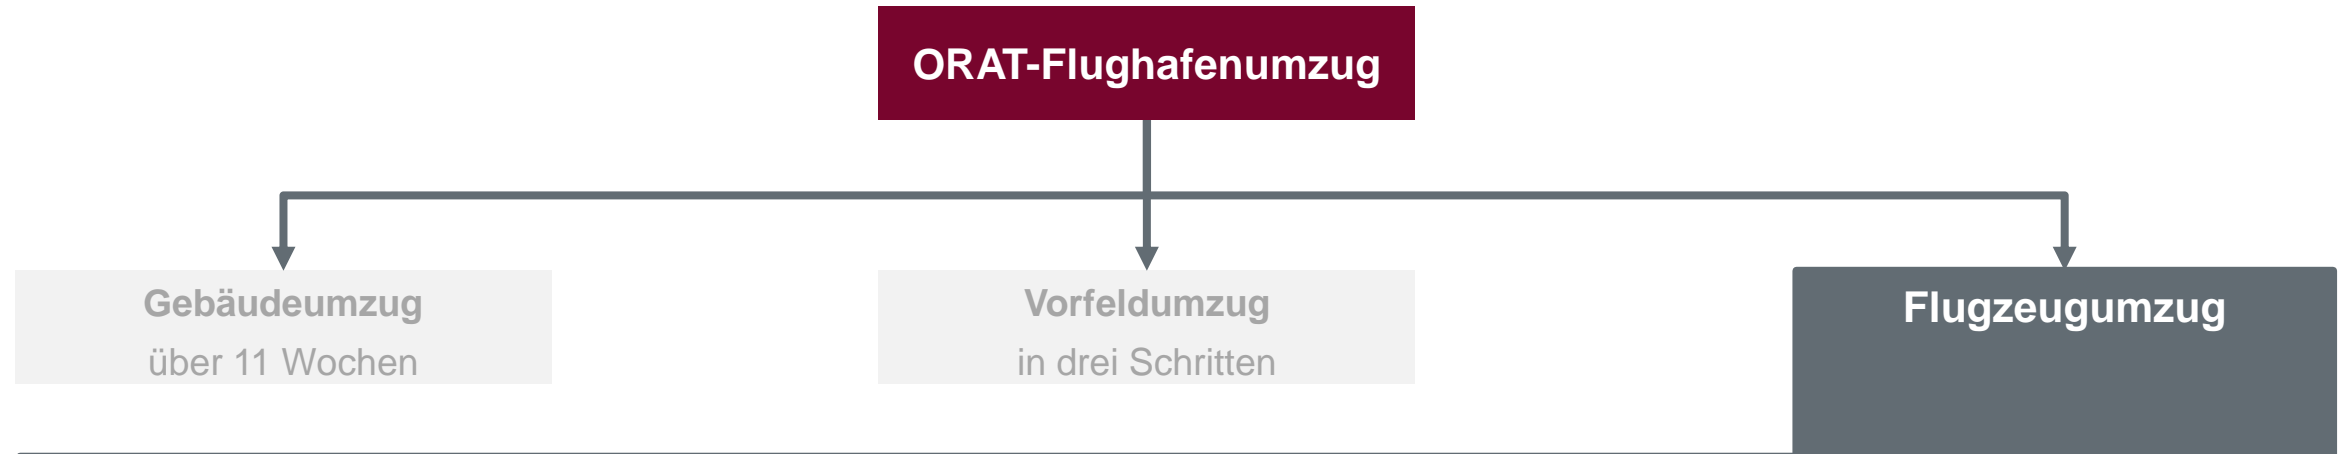 ORAT-Flughafenumzug
Gebäudeumzug
über 11 Wochen
Vorfeldumzug
in drei Schritten
Flugzeugumzug